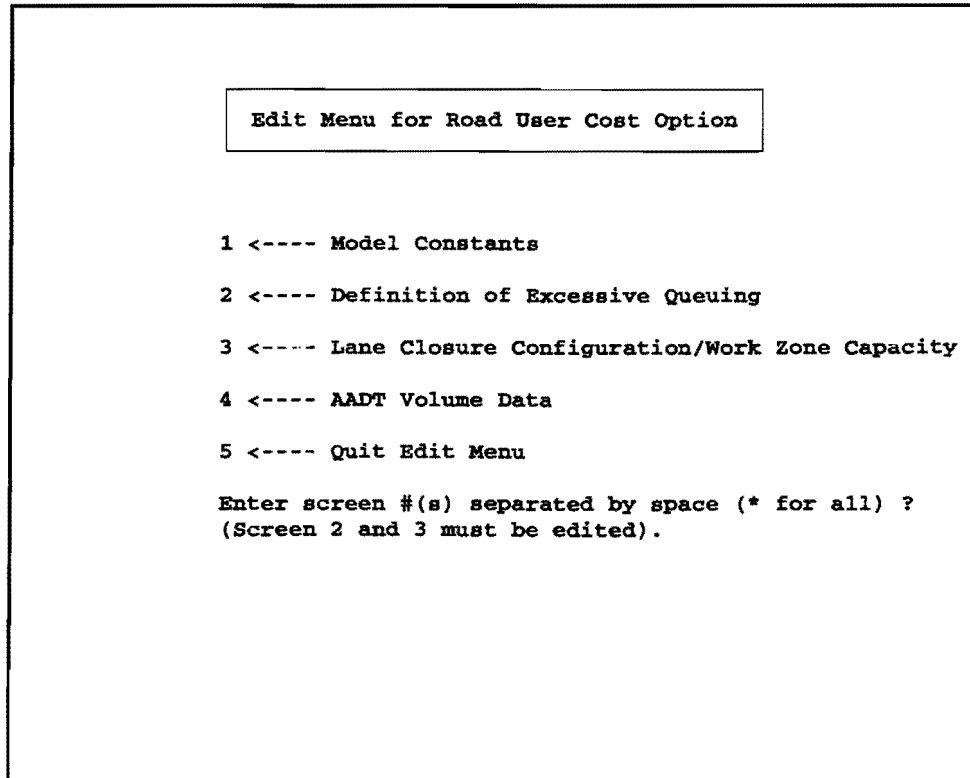 Edit Menu for Road User Cost Option
1 <---- Model Constants
2 <---- Definition of Excessive Queuing
3 <---- Lane Closure Configuration/Work Zone Capacity
4 <---- AADT Volume Data
5 <---- Quit Edit Menu
Enter screen #(s) separated by space (* for all) ?
(Screen 2 and 3 must be edited).